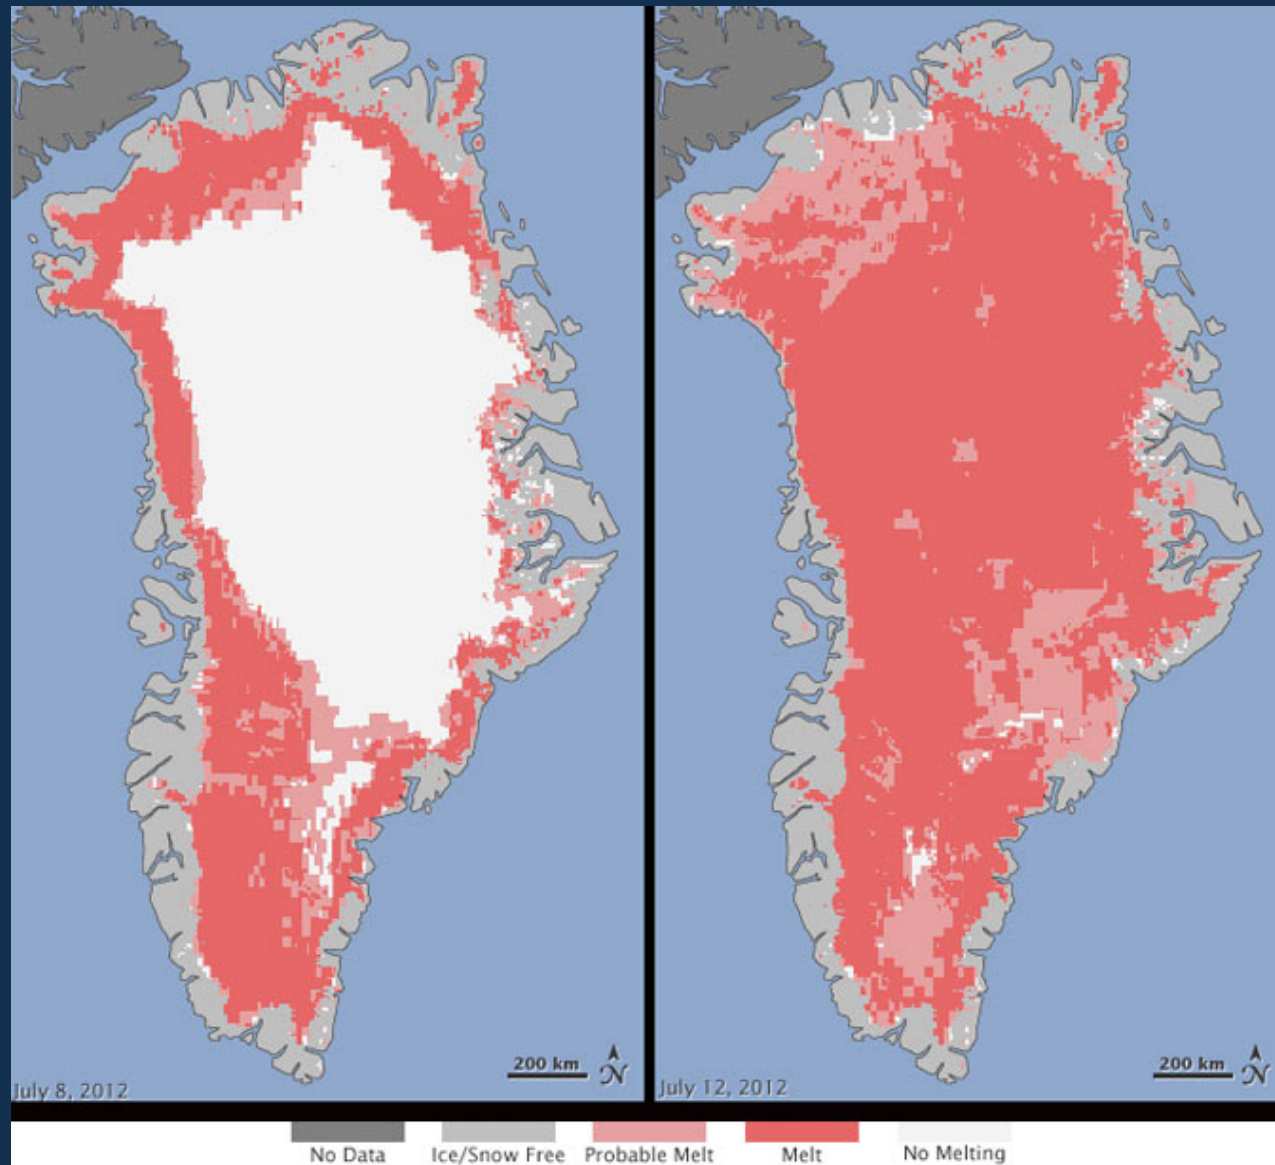 200 km
N
July 8, 2012
200 km
N
July 12, 2012
No Data
Ice/Snow Free
Probable Melt
Melt
No Melting